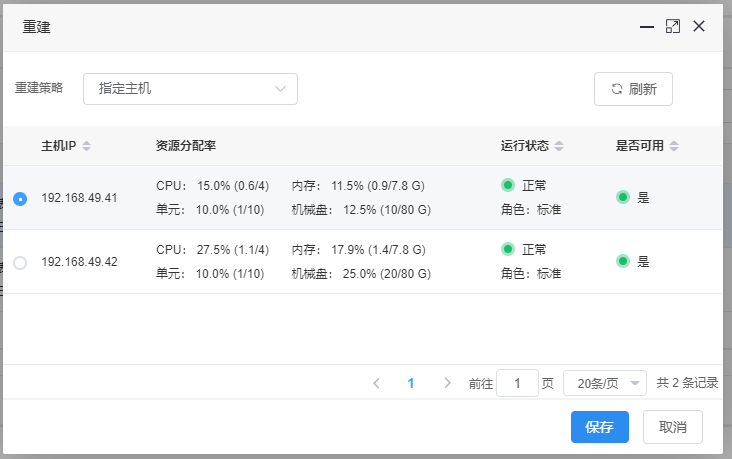 重建
重建策略 指定主机 刷新
主机IP 资源分配率 运行状态 是否可用
192.168.49.41 CPU： 15.0% (0.6/4) 内存： 11.5% (0.9/7.8 G) 正常 是
单元： 10.0% (1/10) 机械盘： 12.5% (10/80 G) 角色：标准
192.168.49.42 CPU： 27.5% (1.1/4) 内存： 17.9% (1.4/7.8 G) 正常 是
单元： 10.0% (1/10) 机械盘： 25.0% (20/80 G) 角色：标准
1 前往 1 页 20条/页 共 2 条记录
保存 取消